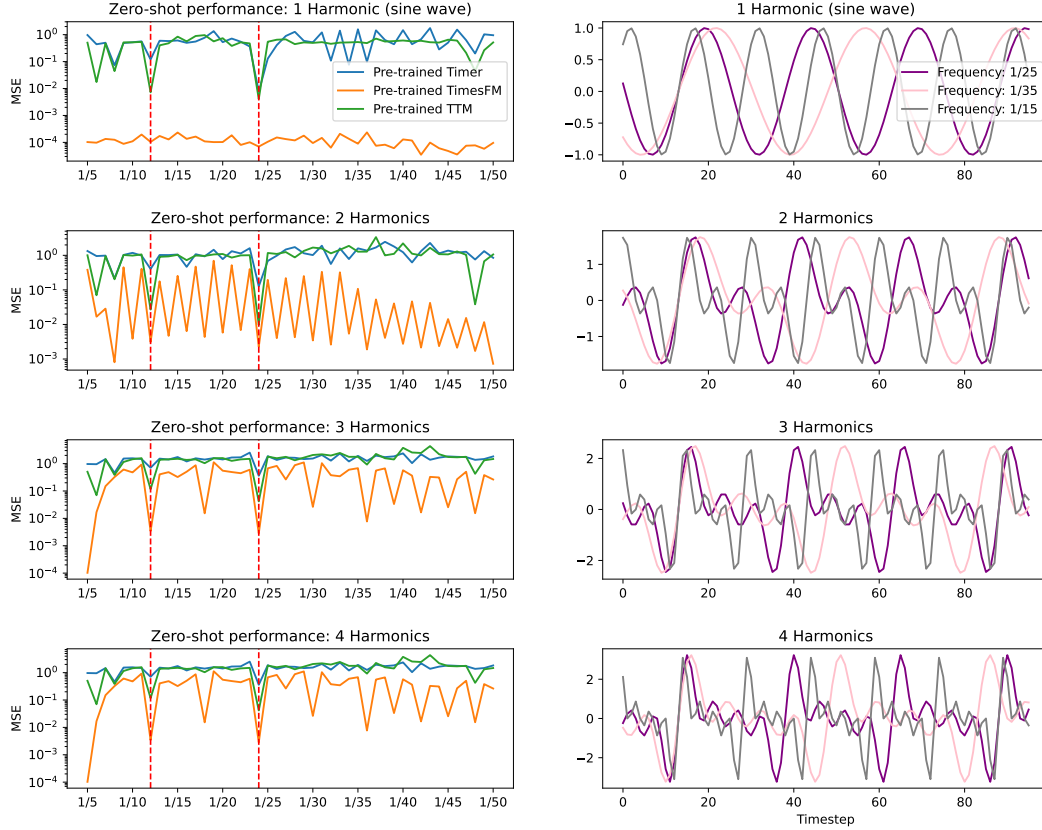 Zero-shot performance: 1 Harmonic (sine wave)
MSE
10^0
10^-1
10^-2
10^-3
10^-4
Pre-trained Timer
Pre-trained TimesFM
Pre-trained TTM
1/5 1/10 1/15 1/20 1/25 1/30 1/35 1/40 1/45 1/50
1 Harmonic (sine wave)
1.0
0.5
0.0
−0.5
−1.0
Frequency: 1/25
Frequency: 1/35
Frequency: 1/15
0 20 40 60 80
Zero-shot performance: 2 Harmonics
MSE
10^0
10^-1
10^-2
10^-3
1/5 1/10 1/15 1/20 1/25 1/30 1/35 1/40 1/45 1/50
2 Harmonics
1
0
−1
0 20 40 60 80
Zero-shot performance: 3 Harmonics
MSE
10^0
10^-1
10^-2
10^-3
10^-4
1/5 1/10 1/15 1/20 1/25 1/30 1/35 1/40 1/45 1/50
3 Harmonics
2
0
−2
0 20 40 60 80
Zero-shot performance: 4 Harmonics
MSE
10^0
10^-1
10^-2
10^-3
10^-4
1/5 1/10 1/15 1/20 1/25 1/30 1/35 1/40 1/45 1/50
4 Harmonics
2
0
−2
0 20 40 60 80
Timestep